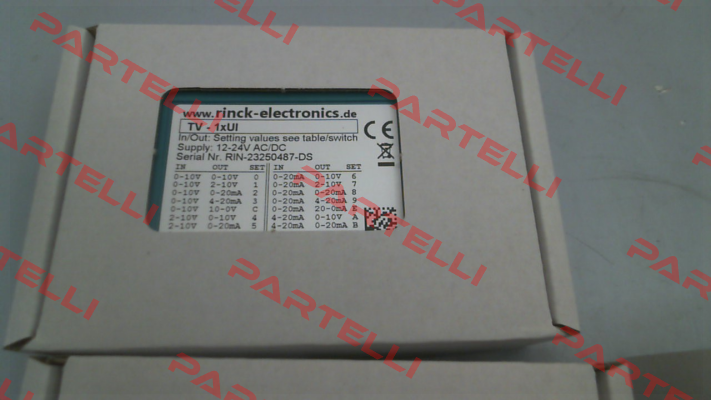 www.rinck-electronics.de
TV - 1xUI
In/Out: Setting values see table/switch
Supply: 12-24V AC/DC
Serial Nr. RIN-23250487-DS
IN OUT SET IN OUT SET
0-10V 0-10V 0 0-20mA 0-10V 6
0-10V 2-10V 1 0-20mA 2-10V 7
0-10V 0-20mA 2 0-20mA 0-20mA 8
0-10V 4-20mA 3 0-20mA 4-20mA 9
0-10V 10-0V C 0-20mA 20-0mA E
2-10V 0-10V 4 4-20mA 0-10V A
2-10V 0-20mA 5 4-20mA 0-20mA B
CE
PARTELLI
PARTELLI
PARTELLI
PARTELLI
PARTELLI
PARTELLI
PARTELLI
PARTELLI